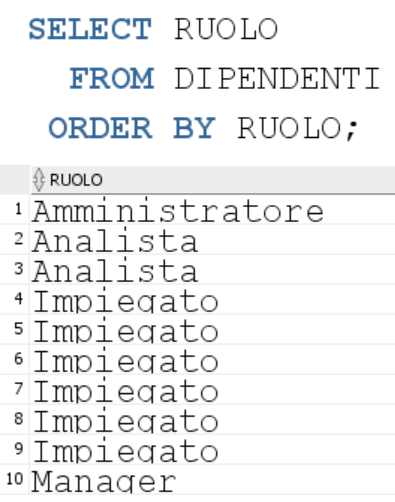 SELECT RUOLO
FROM DIPENDENTI
ORDER BY RUOLO;
RUOLO
1 Amministratore
2 Analista
3 Analista
4 Impiegato
5 Impiegato
6 Impiegato
7 Impiegato
8 Impiegato
9 Impiegato
10 Manager